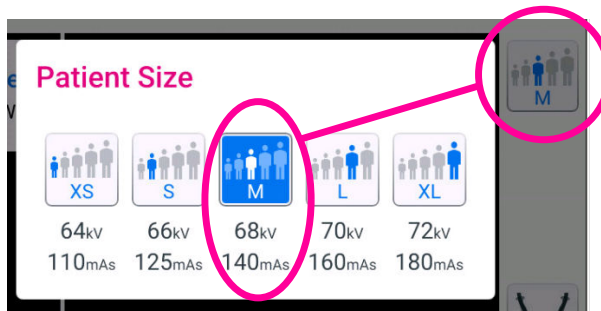 Patient Size
M
XS S M L XL
64kV 66kV 68kV 70kV 72kV
110mAs 125mAs 140mAs 160mAs 180mAs